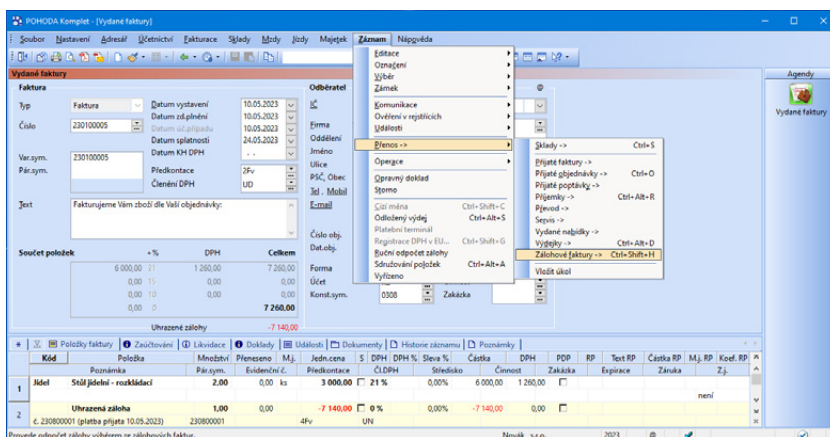 POHODA Komplet - [Vydané faktury]
Soubor Nastavení Adresář Účetnictví Fakturace Sklady Mzdy Jízdy Majetek Záznam Nápověda
Vydané faktury
Agendy
Vydané faktury
Faktura
Typ Faktura
Číslo 230100005
Var.sym. 230100005
Pár.sym.
Datum vystavení 10.05.2023
Datum zd.plnění 10.05.2023
Datum úč.případu 10.05.2023
Datum splatnosti 24.05.2023
Datum KH DPH . .
Předkontace 2Fv
Členění DPH UD
Text Fakturujeme Vám zboží dle Vaší objednávky:
Součet položek +% DPH Celkem
6 000,00 21 1 260,00 7 260,00
0,00 15 0,00 0,00
0,00 10 0,00 0,00
0,00 0 7 260,00
Uhrazené zálohy -7 140,00
Odběratel @
IČ
Firma
Oddělení
Jméno
Ulice
PSČ, Obec
Tel , Mobil
E-mail
Číslo obj.
Dat.obj.
Forma
Účet
Konst.sym. 0308 Zakázka
Editace
Označení
Výběr
Zámek
Komunikace
Ověření v rejstřících
Události
Přenos ->
Operace
Opravný doklad
Storno
Cizí měna Ctrl+Shift+C
Odložený výdej Ctrl+Alt+S
Platební terminál
Registrace DPH v EU... Ctrl+Shift+G
Ruční odpočet zálohy
Sdružování položek Ctrl+Alt+A
Vyřízeno
Sklady -> Ctrl+S
Přijaté faktury ->
Přijaté objednávky -> Ctrl+O
Přijaté poptávky ->
Příjemky -> Ctrl+Alt+R
Převod ->
Servis ->
Vydané nabídky ->
Výdejky -> Ctrl+Alt+D
Zálohové faktury -> Ctrl+Shift+H
Vložit úkol
Položky faktury Zaúčtování Likvidace Doklady Události Dokumenty Historie záznamu Poznámky
Kód Položka Množství Přeneseno M.j. Jedn.cena S DPH DPH % Sleva % Částka DPH PDP RP Text RP Částka RP M.j. RP Koef. RP
Poznámka Pár.sym. Evidenční č. Předkontace Čl.DPH Středisko Činnost Zakázka Expirace Záruka Z.j.
1 Jídel Stůl jídelní - rozkládací 2.00 0,00 ks 3 000.00 21 % 0,00% 6 000,00 1 260,00
není
2 Uhrazená záloha 1,00 0,00 -7 140,00 0 % 0,00% -7 140,00 0,00
č. 230800001 (platba přijata 10.05.2023) 230800001 4Fv UN
Provede odpočet zálohy výběrem ze zálohových faktur. Novák s.r.o. 2023 @